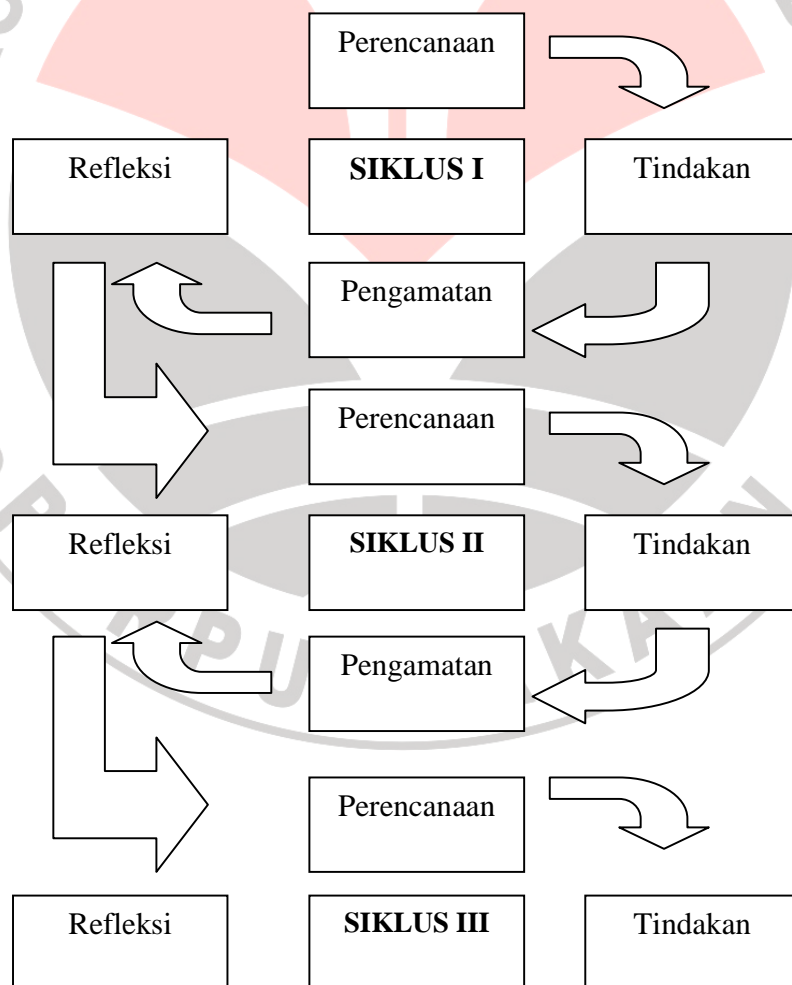 Perencanaan
Refleksi
SIKLUS I
Tindakan
Pengamatan
Perencanaan
Refleksi
SIKLUS II
Tindakan
Pengamatan
Perencanaan
Refleksi
SIKLUS III
Tindakan